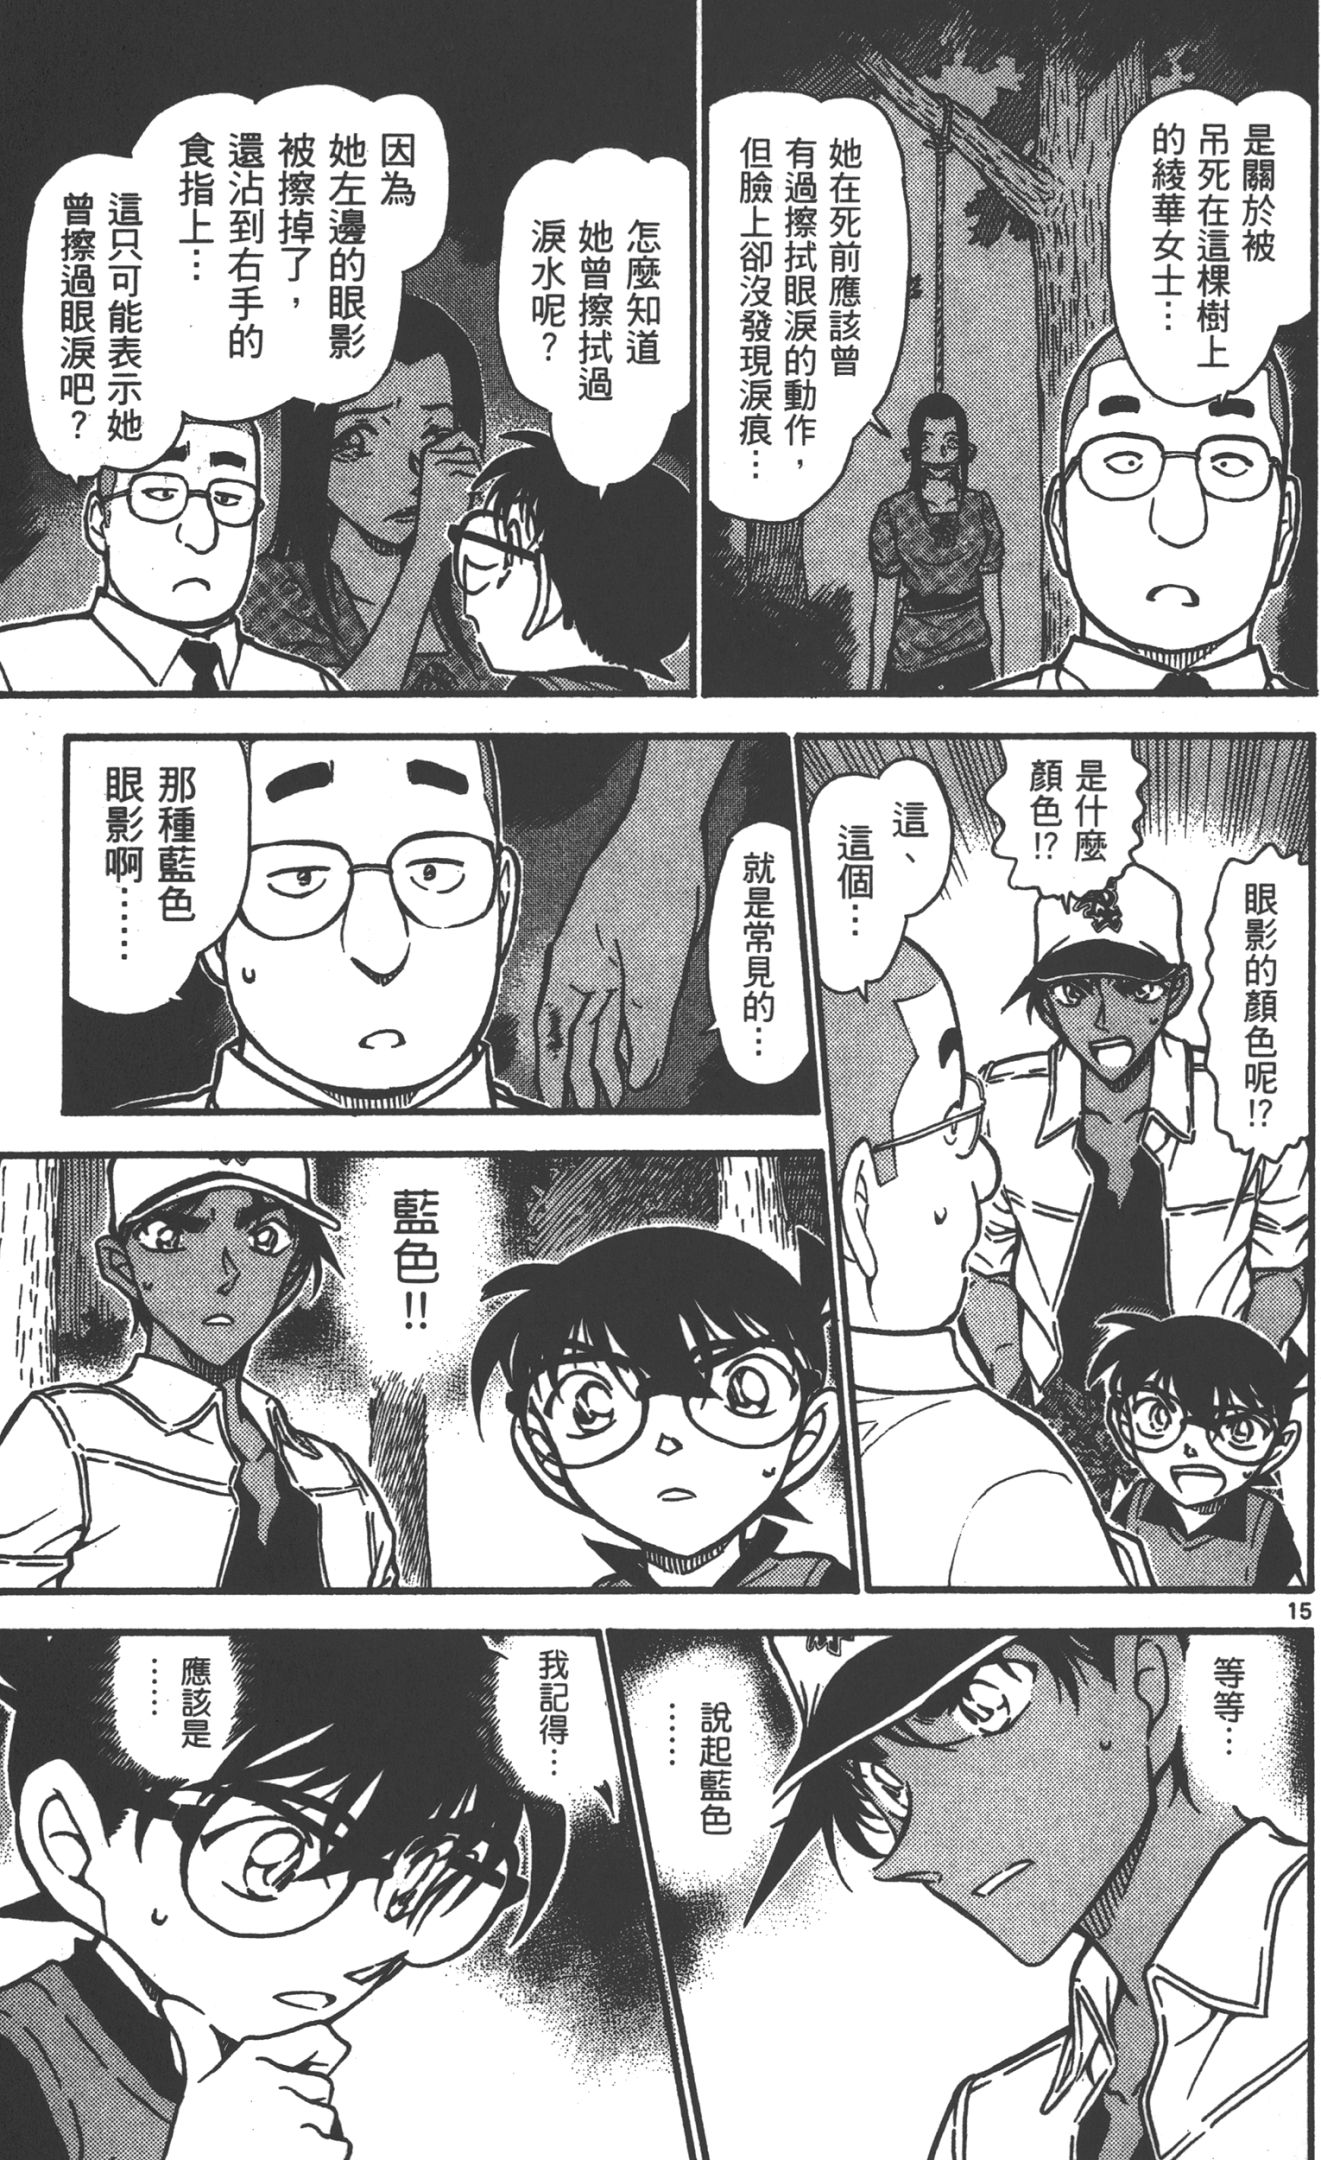 是關於被
吊死在這棵樹上
的綾華女士…
她在死前應該曾
有過擦拭眼淚的動作，
但臉上卻沒發現淚痕…
怎麼知道
她曾擦拭過
淚水呢？
因為
她左邊的眼影
被擦掉了，
還沾到右手的
食指上…
這只可能表示她
曾擦過眼淚吧？
眼影的顏色呢!?
是什麼
顏色!?
這、
這個…
就是常見的…
那種藍色
眼影啊……
藍色!!
15
等等…
說起藍色
……
我記得…
應該是
……